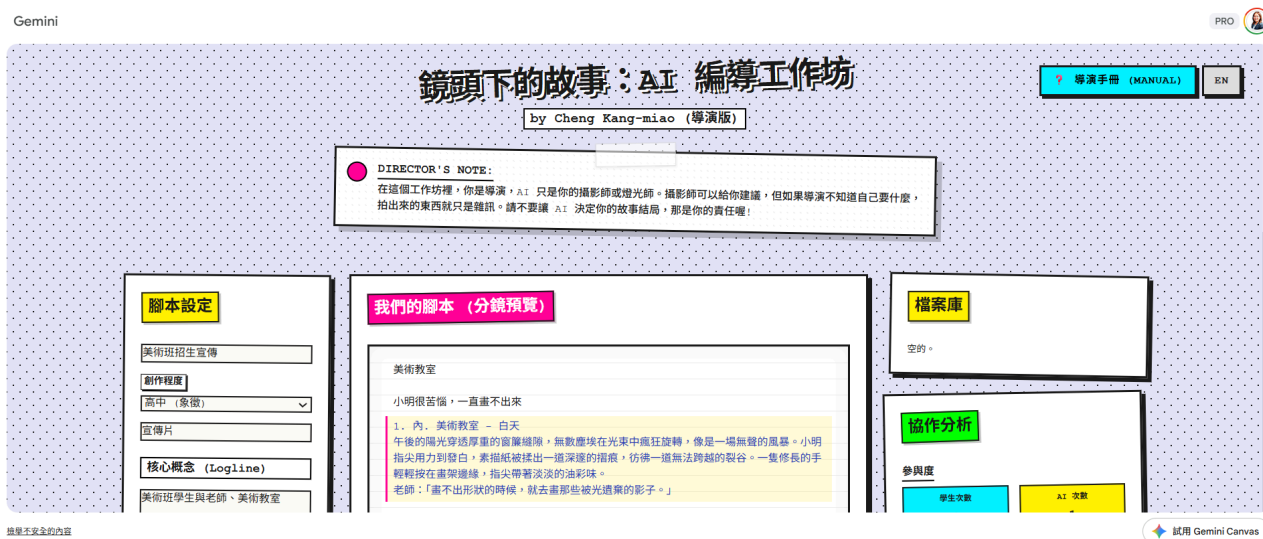 Gemini
PRO
鏡頭下的故事：AI 編導工作坊
by Cheng Kang-miao (導演版)
? 導演手冊 (MANUAL)
EN
DIRECTOR'S NOTE:
在這個工作坊裡，你是導演，AI 只是你的攝影師或燈光師。攝影師可以給你建議，但如果導演不知道自己要什麼，
拍出來的東西就只是雜訊。請不要讓 AI 決定你的故事結局，那是你的責任喔!
腳本設定
美術班招生宣傳
創作程度
高中 (象徵)
宣傳片
核心概念 (Logline)
美術班學生與老師、美術教室
我們的腳本 (分鏡預覽)
美術教室
小明很苦惱，一直畫不出來
1. 內. 美術教室 - 白天
午後的陽光穿透厚重的窗簾縫隙，無數塵埃在光束中瘋狂旋轉，像是一場無聲的風暴。小明
指尖用力到發白，素描紙被揉出一道深邃的摺痕，彷彿一道無法跨越的裂谷。一隻修長的手
輕輕按在畫架邊緣，指尖帶著淡淡的油彩味。
老師：「畫不出形狀的時候，就去畫那些被光遺棄的影子。」
檔案庫
空的。
協作分析
參與度
學生次數
AI 次數
檢舉不安全的內容
試用 Gemini Canvas